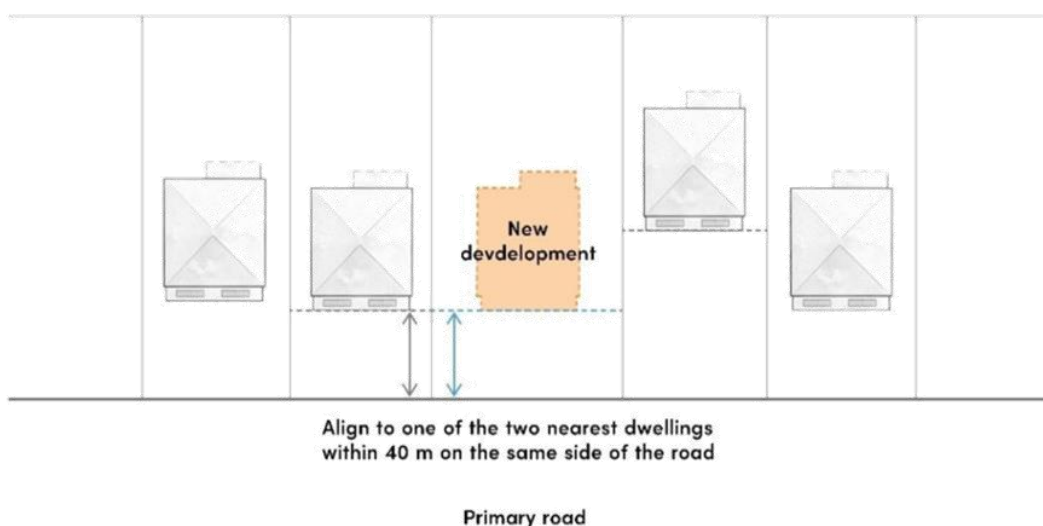 New
devdelopment
Align to one of the two nearest dwellings
within 40 m on the same side of the road
Primary road